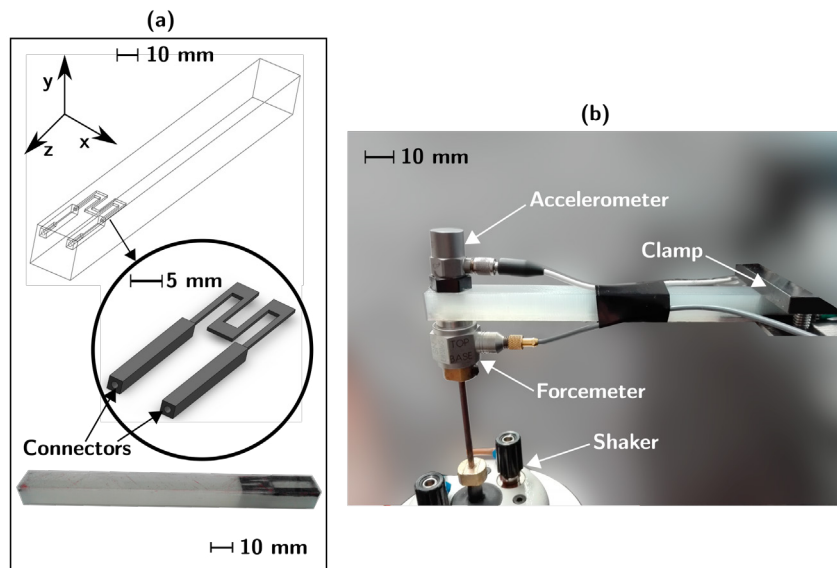 (a)
10 mm
y
x
z
5 mm
Connectors
10 mm
(b)
10 mm
Accelerometer
Clamp
TOP
BASE
Forcemeter
Shaker